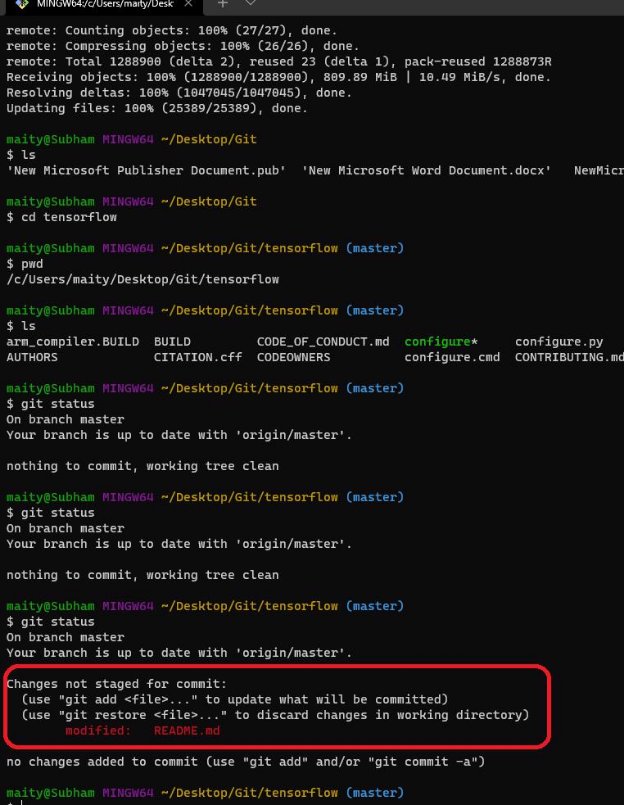 MINGW64:/c/Users/maity/Desk
remote: Counting objects: 100% (27/27), done.
remote: Compressing objects: 100% (26/26), done.
remote: Total 1288900 (delta 2), reused 23 (delta 1), pack-reused 1288873R
Receiving objects: 100% (1288900/1288900), 809.89 MiB | 10.49 MiB/s, done.
Resolving deltas: 100% (1047045/1047045), done.
Updating files: 100% (25389/25389), done.
maity@Subham MINGW64 ~/Desktop/Git
$ ls
'New Microsoft Publisher Document.pub'  'New Microsoft Word Document.docx'   NewMicr
maity@Subham MINGW64 ~/Desktop/Git
$ cd tensorflow
maity@Subham MINGW64 ~/Desktop/Git/tensorflow (master)
$ pwd
/c/Users/maity/Desktop/Git/tensorflow
maity@Subham MINGW64 ~/Desktop/Git/tensorflow (master)
$ ls
arm_compiler.BUILD  BUILD         CODE_OF_CONDUCT.md  configure*     configure.py
AUTHORS             CITATION.cff  CODEOWNERS          configure.cmd  CONTRIBUTING.md
maity@Subham MINGW64 ~/Desktop/Git/tensorflow (master)
$ git status
On branch master
Your branch is up to date with 'origin/master'.
nothing to commit, working tree clean
maity@Subham MINGW64 ~/Desktop/Git/tensorflow (master)
$ git status
On branch master
Your branch is up to date with 'origin/master'.
nothing to commit, working tree clean
maity@Subham MINGW64 ~/Desktop/Git/tensorflow (master)
$ git status
On branch master
Your branch is up to date with 'origin/master'.
Changes not staged for commit:
  (use "git add <file>..." to update what will be committed)
  (use "git restore <file>..." to discard changes in working directory)
        modified:   README.md
no changes added to commit (use "git add" and/or "git commit -a")
maity@Subham MINGW64 ~/Desktop/Git/tensorflow (master)